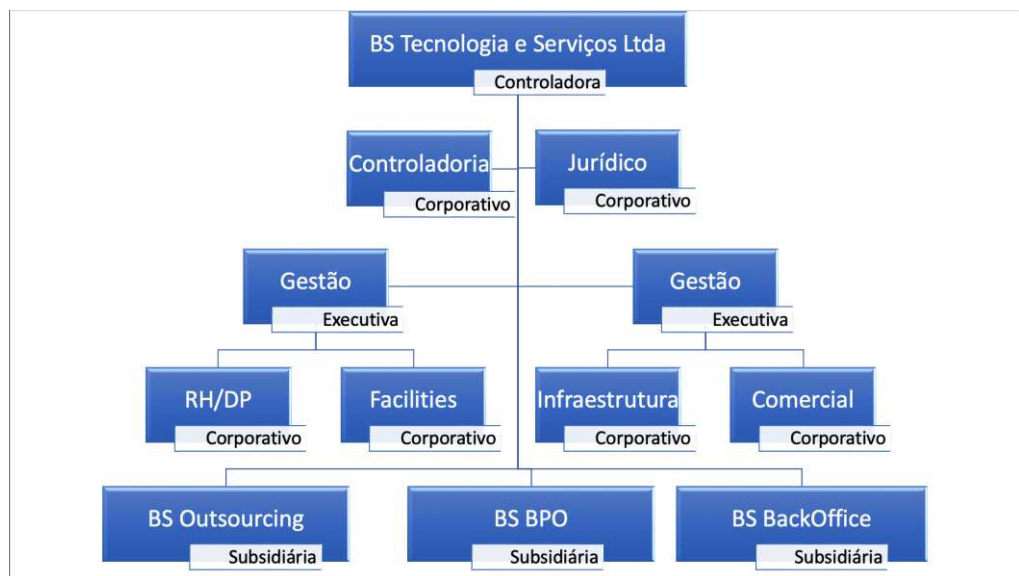 BS Tecnologia e Serviços Ltda
Controladora
Controladoria
Corporativo
Jurídico
Corporativo
Gestão
Executiva
Gestão
Executiva
RH/DP
Corporativo
Facilities
Corporativo
Infraestrutura
Corporativo
Comercial
Corporativo
BS Outsourcing
Subsidiária
BS BPO
Subsidiária
BS BackOffice
Subsidiária